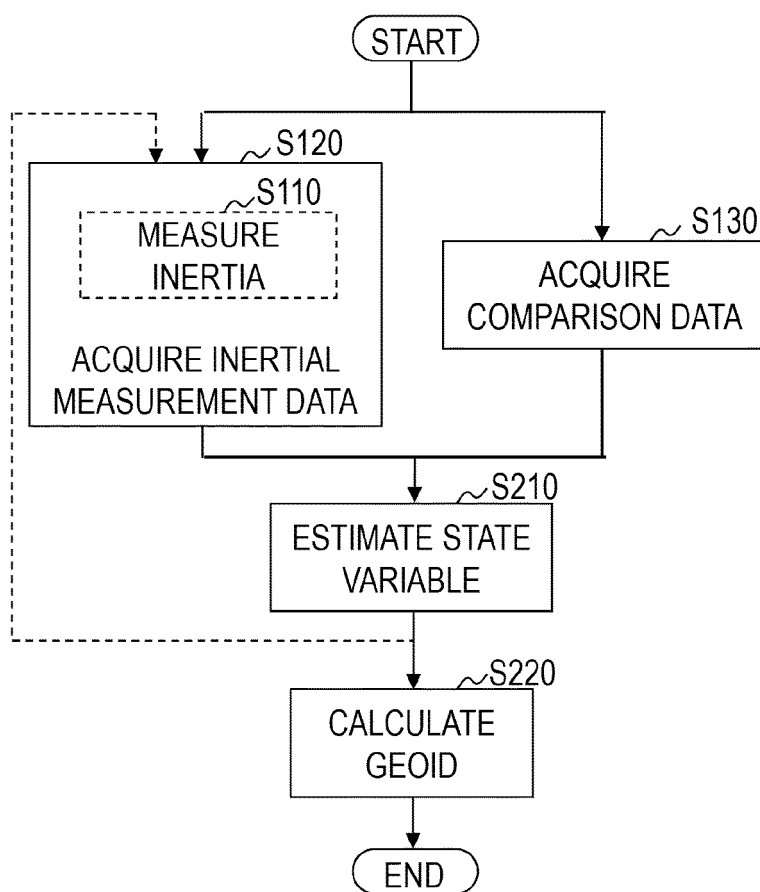 START
S120
S110
MEASURE
INERTIA
ACQUIRE INERTIAL
MEASUREMENT DATA
S130
ACQUIRE
COMPARISON DATA
S210
ESTIMATE STATE
VARIABLE
S220
CALCULATE
GEOID
END